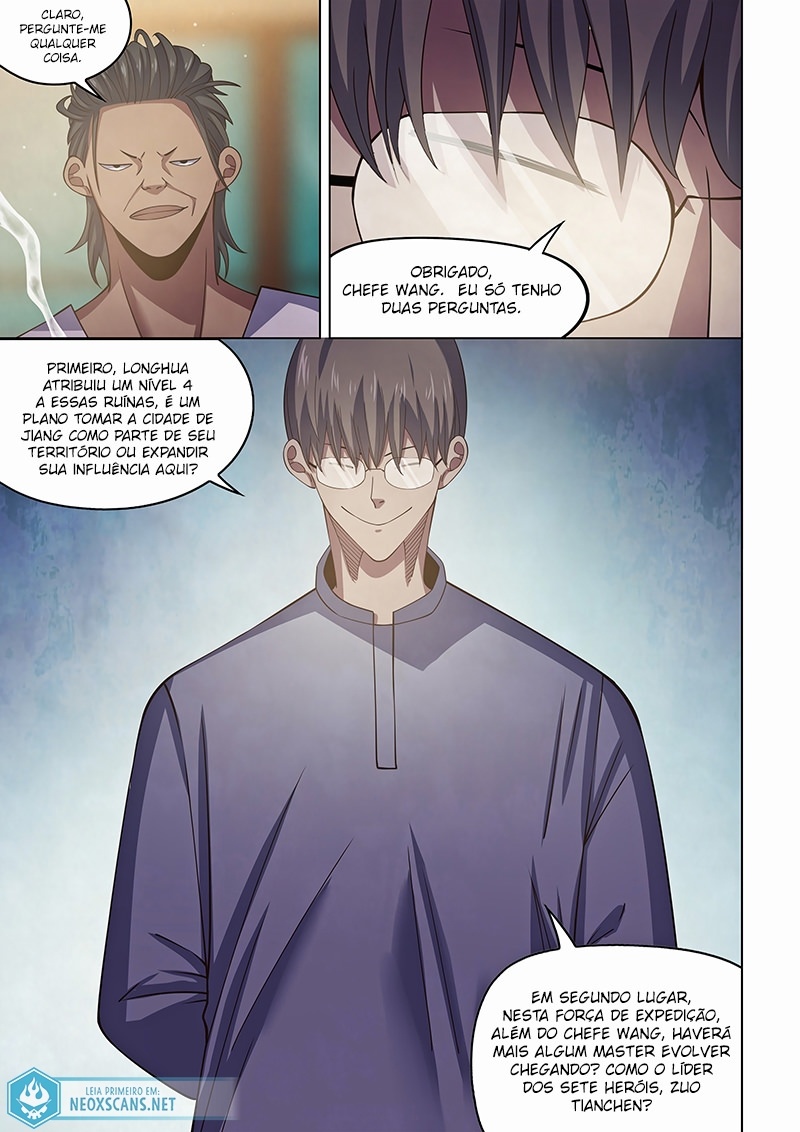 CLARO,
PERGUNTE-ME
QUALQUER
COISA.
OBRIGADO,
CHEFE WANG. EU SÓ TENHO
DUAS PERGUNTAS.
PRIMEIRO, LONGHUA
ATRIBUIU UM NÍVEL 4
A ESSAS RUÍNAS, É UM
PLANO TOMAR A CIDADE DE
JIANG COMO PARTE DE SEU
TERRITÓRIO OU EXPANDIR
SUA INFLUÊNCIA AQUI?
EM SEGUNDO LUGAR,
NESTA FORÇA DE EXPEDIÇÃO,
ALÉM DO CHEFE WANG, HAVERÁ
MAIS ALGUM MASTER EVOLVER
CHEGANDO? COMO O LÍDER
DOS SETE HERÓIS, ZUO
TIANCHEN?
LEIA PRIMEIRO EM:
NEOXSCANS.NET